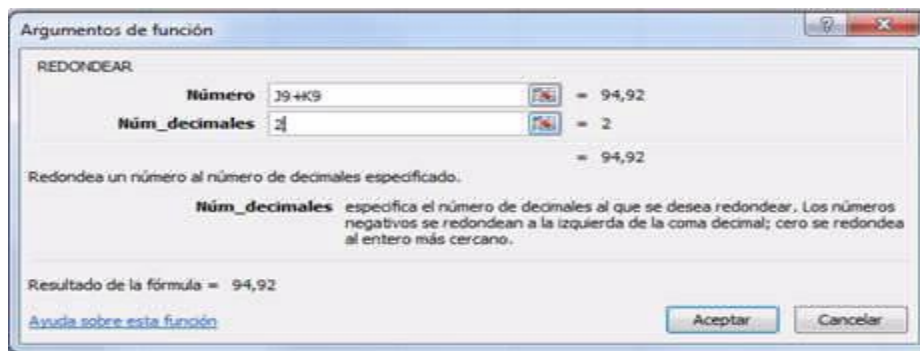 Argumentos de función
REDONDEAR
Número J9+K9 = 94,92
Núm_decimales 2 = 2
= 94,92
Redondea un número al número de decimales especificado.
Núm_decimales especifica el número de decimales al que se desea redondear. Los números
negativos se redondean a la izquierda de la coma decimal; cero se redondea
al entero más cercano.
Resultado de la fórmula = 94,92
Ayuda sobre esta función Aceptar Cancelar